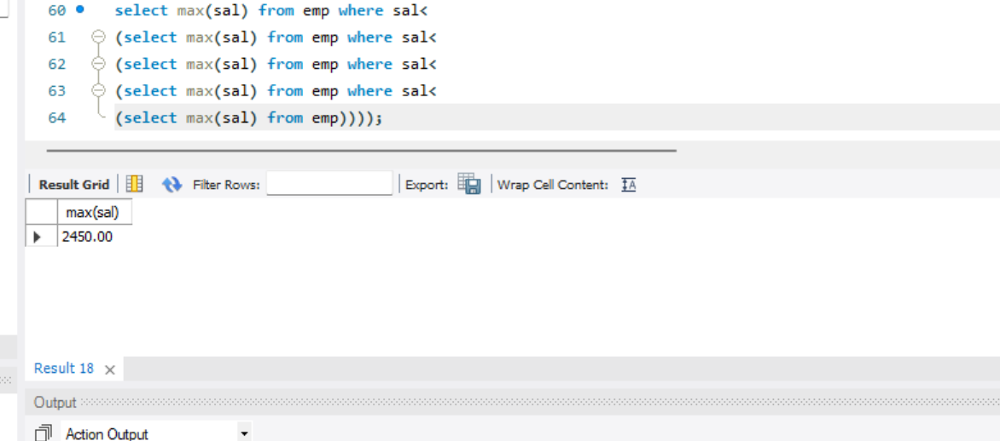 60 select max(sal) from emp where sal<
61 (select max(sal) from emp where sal<
62 (select max(sal) from emp where sal<
63 (select max(sal) from emp where sal<
64 (select max(sal) from emp))));
Result Grid Filter Rows: Export: Wrap Cell Content: IA
max(sal)
2450.00
Result 18 ×
Output
Action Output